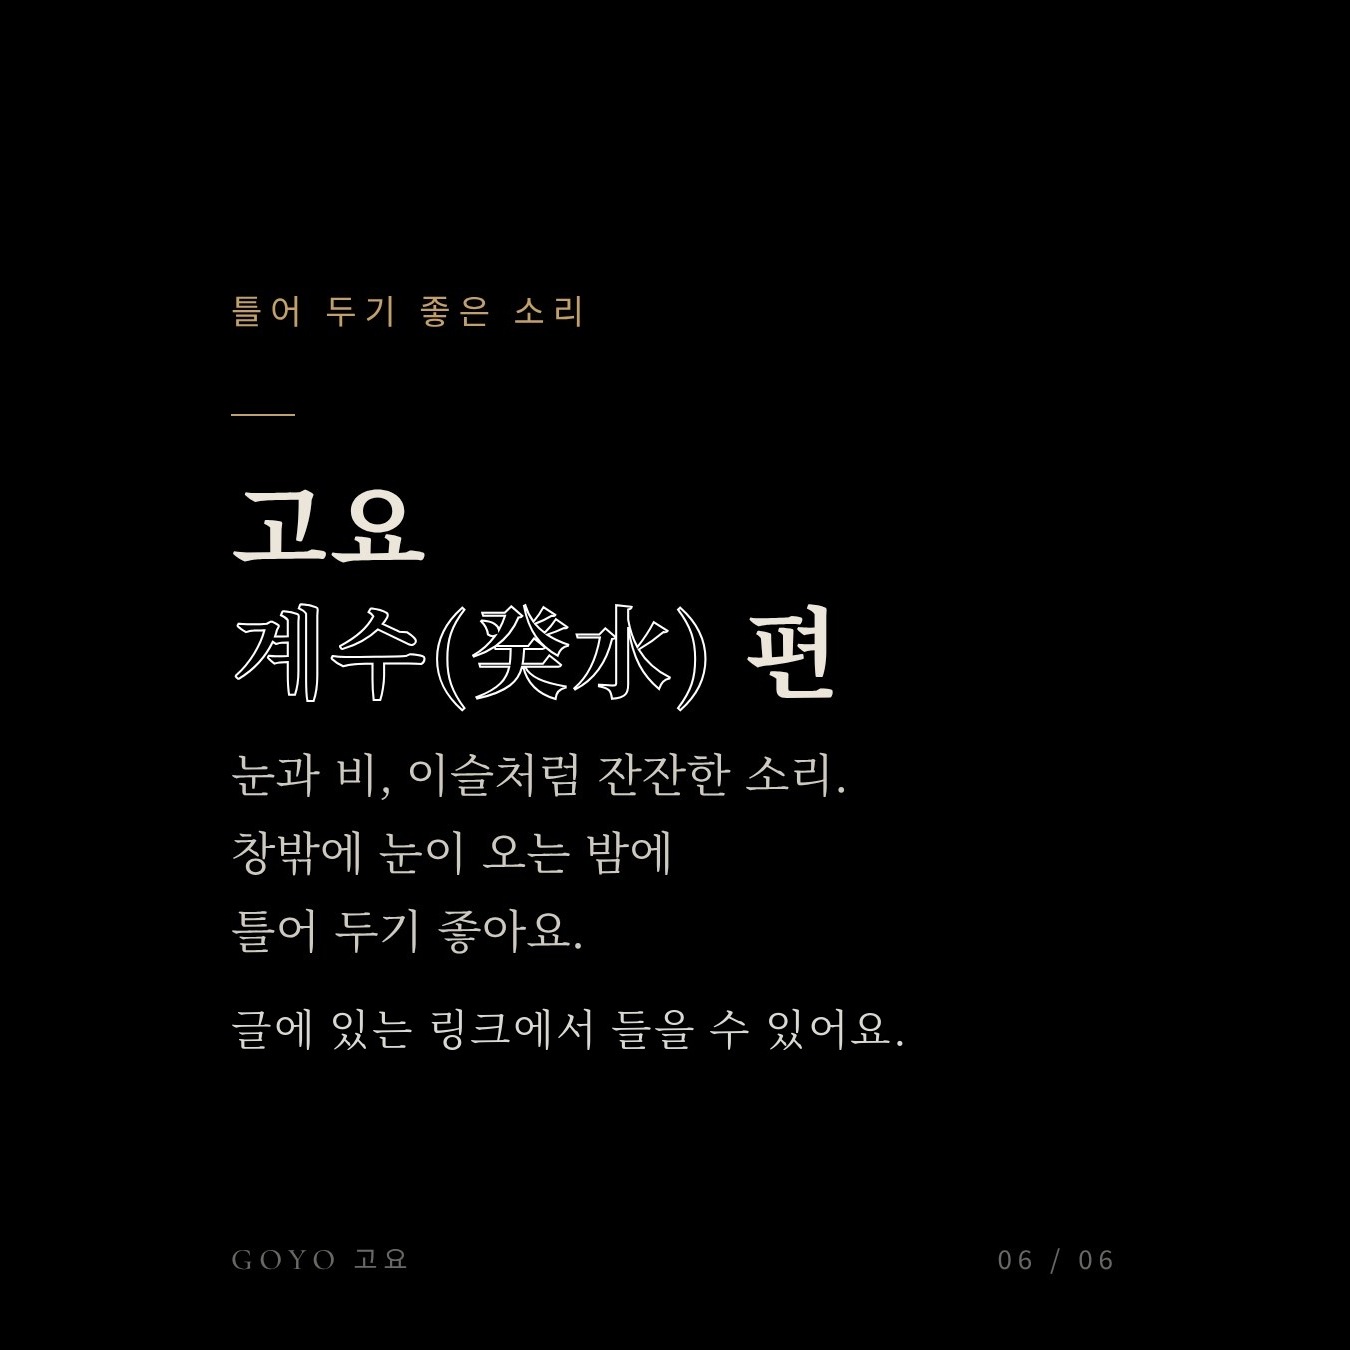 틀어 두기 좋은 소리
고요
계수(癸水) 편
눈과 비, 이슬처럼 잔잔한 소리.
창밖에 눈이 오는 밤에
틀어 두기 좋아요.
글에 있는 링크에서 들을 수 있어요.
GOYO 고요
06 / 06